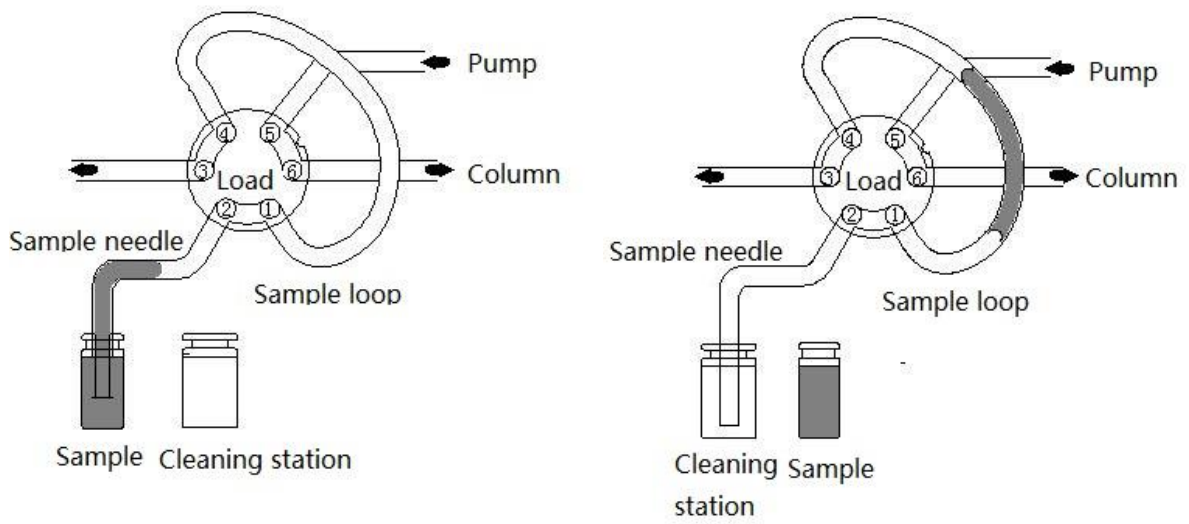 Pump
④ ⑤
③ ⑥
Load
Column
② ①
Sample needle
Sample loop
Sample
Cleaning station
Pump
④ ⑤
③ ⑥
Load
Column
② ①
Sample needle
Sample loop
Cleaning
station
Sample